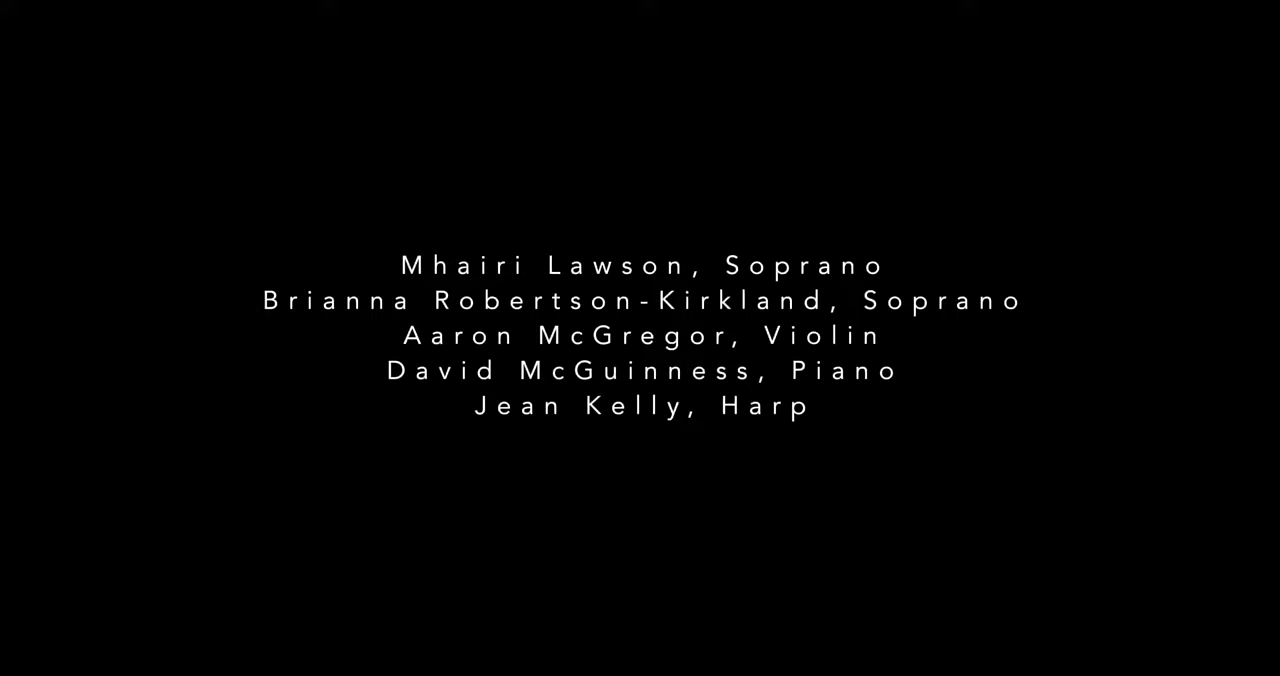 Mhairi Lawson, Soprano
Brianna Robertson-Kirkland, Soprano
Aaron McGregor, Violin
David McGuinness, Piano
Jean Kelly, Harp